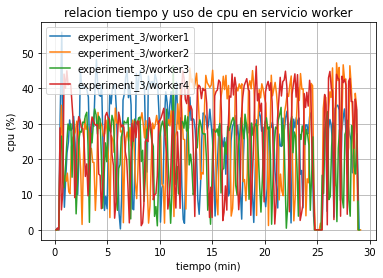 relacion tiempo y uso de cpu en servicio worker
experiment_3/worker1
experiment_3/worker2
experiment_3/worker3
experiment_3/worker4
50
40
30
20
10
0
cpu (%)
0 5 10 15 20 25 30
tiempo (min)